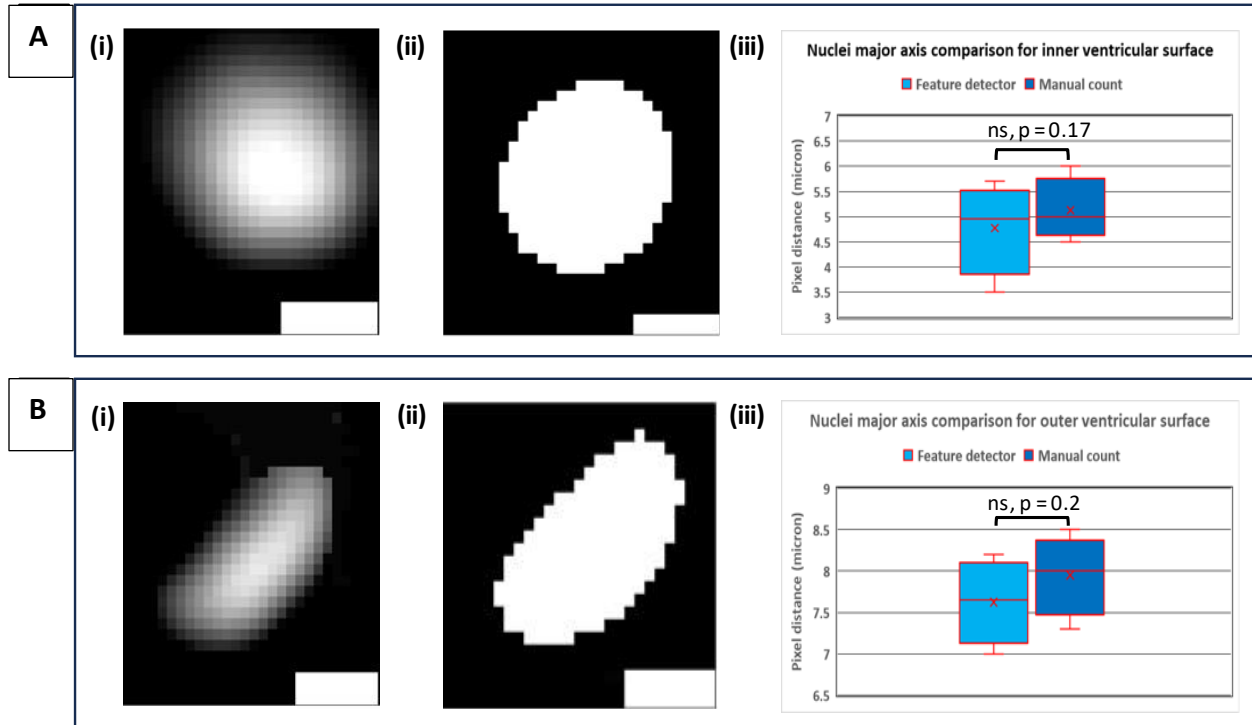 A
(i)
(ii)
(iii)
Nuclei major axis comparison for inner ventricular surface
Feature detector Manual count
ns, p = 0.17
Pixel distance (micron)
7
6.5
6
5.5
5
4.5
4
3.5
3
B
(i)
(ii)
(iii)
Nuclei major axis comparison for outer ventricular surface
Feature detector Manual count
ns, p = 0.2
Pixel distance (micron)
9
8.5
8
7.5
7
6.5